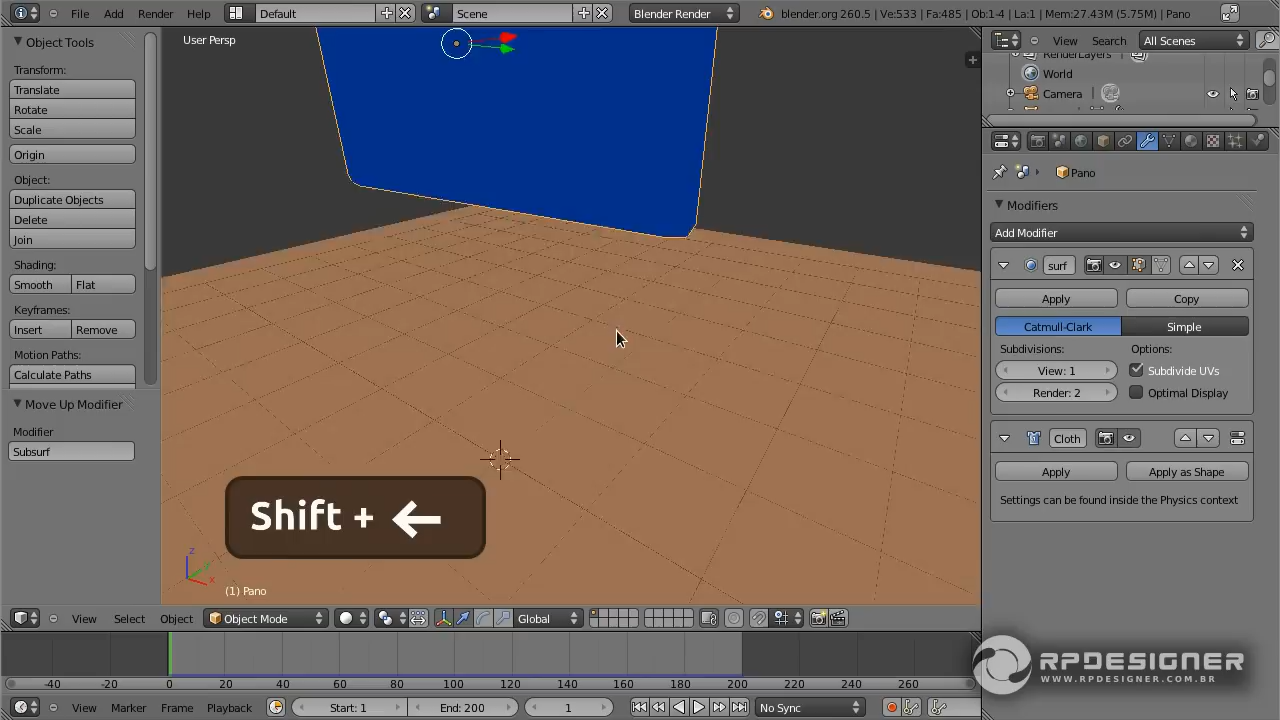 File Add Render Help
Default
Scene
Blender Render
blender.org 260.5 | Ve:533 | Fa:485 | Ob:1-4 | La:1 | Mem:27.43M (5.75M) | Pano
Object Tools
Transform:
Translate
Rotate
Scale
Origin
Object:
Duplicate Objects
Delete
Join
Shading:
Smooth Flat
Keyframes:
Insert Remove
Motion Paths:
Calculate Paths
Move Up Modifier
Modifier
Subsurf
User Persp
Shift + ←
(1) Pano
View Select Object
Object Mode
Global
View Search
All Scenes
RenderLayers
World
Camera
Pano
Modifiers
Add Modifier
surf
Apply Copy
Catmull-Clark Simple
Subdivisions: Options:
View: 1 Subdivide UVs
Render: 2 Optimal Display
Cloth
Apply Apply as Shape
Settings can be found inside the Physics context
-40 -20 0 20 40 60 80 100 120 140 160 180 200 220 240 260
View Marker Frame Playback
Start: 1
End: 200
1
No Sync
RPDESIGNER
WWW.RPDESIGNER.COM.BR